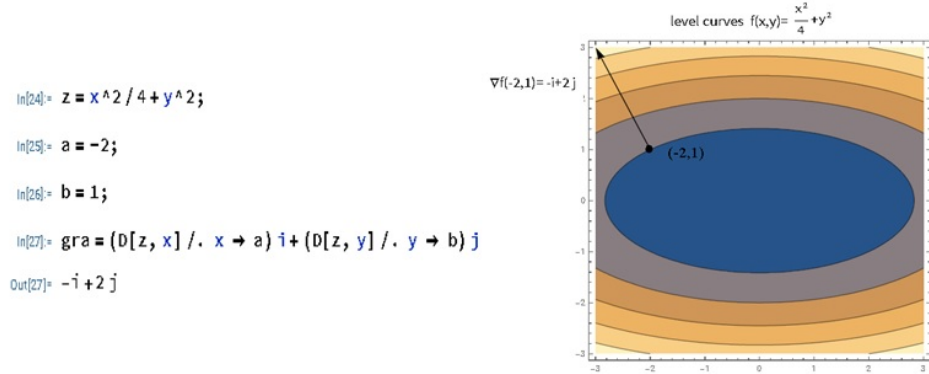 In[24]:= z = x^2/4+y^2;
In[25]:= a = -2;
In[26]:= b = 1;
In[27]:= gra = (D[z, x] /. x → a) i + (D[z, y] /. y → b) j
Out[27]= -i+2 j
level curves f(x,y)= x²/4 +y²
∇f(-2,1)= -i+2 j
(-2,1)
3
1
1
0
-1
-2
-3
-3 -2 -1 0 1 2 3